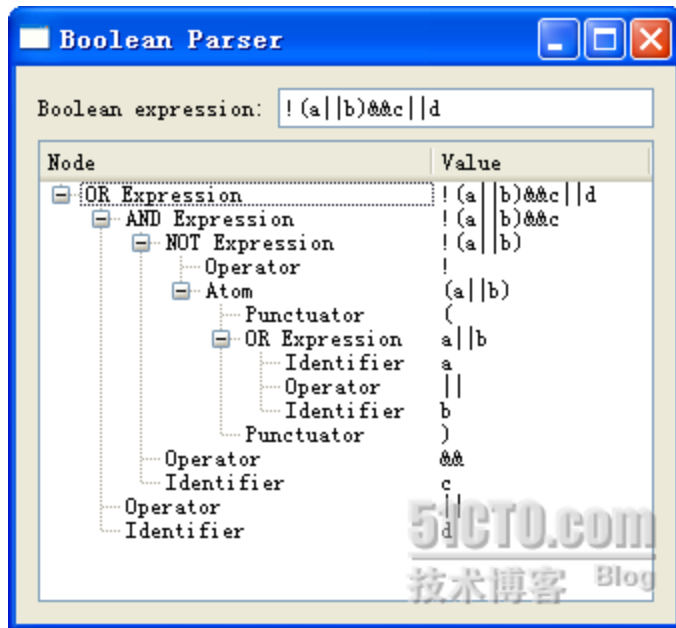 Boolean Parser
Boolean expression: !(a||b)&&c||d
Node Value
OR Expression !(a||b)&&c||d
AND Expression !(a||b)&&c
NOT Expression !(a||b)
Operator !
Atom (a||b)
Punctuator (
OR Expression a||b
Identifier a
Operator ||
Identifier b
Punctuator )
Operator &&
Identifier c
Operator ||
Identifier d
51CTO.com
技术博客 Blog